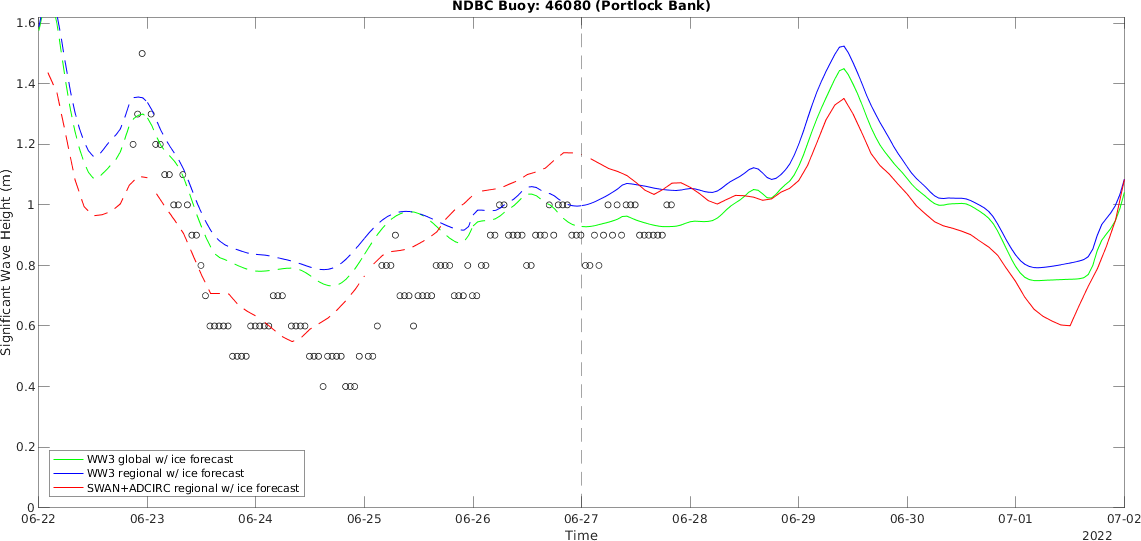 NDBC Buoy: 46080 (Portlock Bank)
1.6
1.4
1.2
1
0.8
0.6
0.4
0.2
0
Significant Wave Height (m)
WW3 global w/ ice forecast
WW3 regional w/ ice forecast
SWAN+ADCIRC regional w/ ice forecast
06-22 06-23 06-24 06-25 06-26 06-27 06-28 06-29 06-30 07-01 07-02
Time
2022